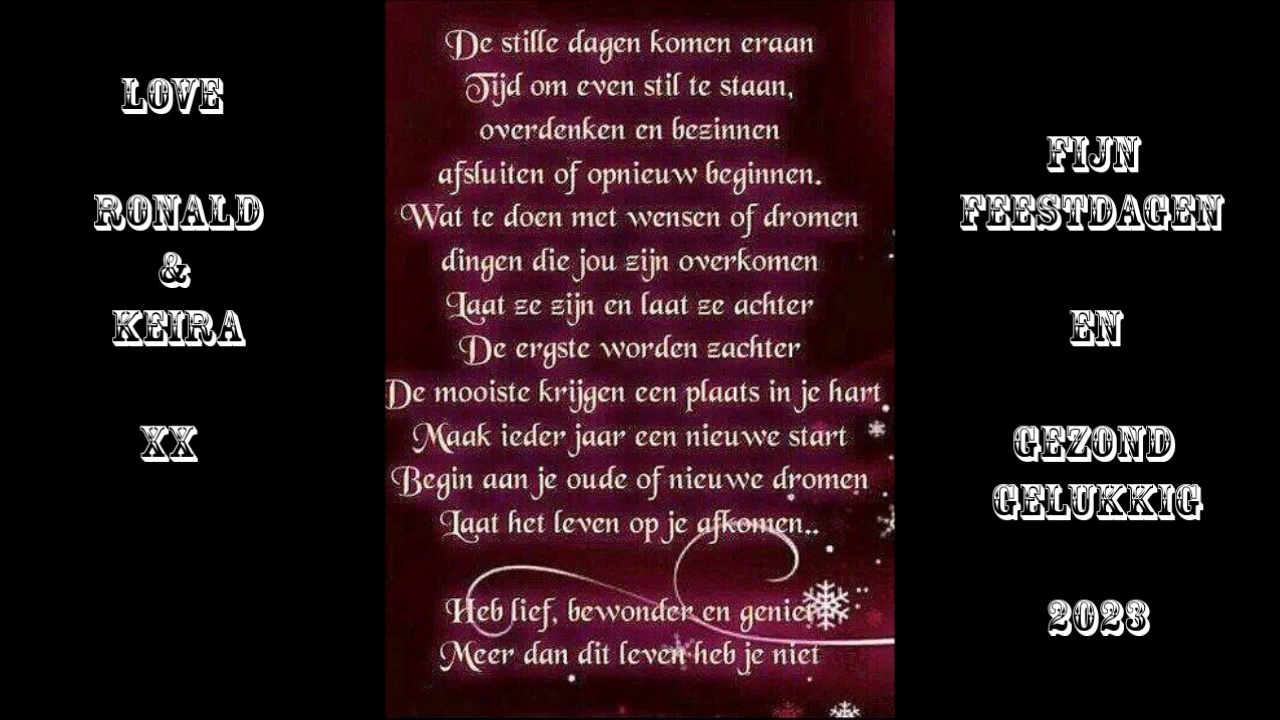 LOVE
RONALD
&
KEIRA
XX
De stille dagen komen eraan
Tijd om even stil te staan,
overdenken en bezinnen
afsluiten of opnieuw beginnen.
Wat te doen met wensen of dromen
dingen die jou zijn overkomen
Laat ze zijn en laat ze achter
De ergste worden zachter
De mooiste krijgen een plaats in je hart
Maak ieder jaar een nieuwe start
Begin aan je oude of nieuwe dromen
Laat het leven op je afkomen..
Heb lief, bewonder en geniet
Meer dan dit leven heb je niet
FIJN
FEESTDAGEN
EN
GEZOND
GELUKKIG
2023